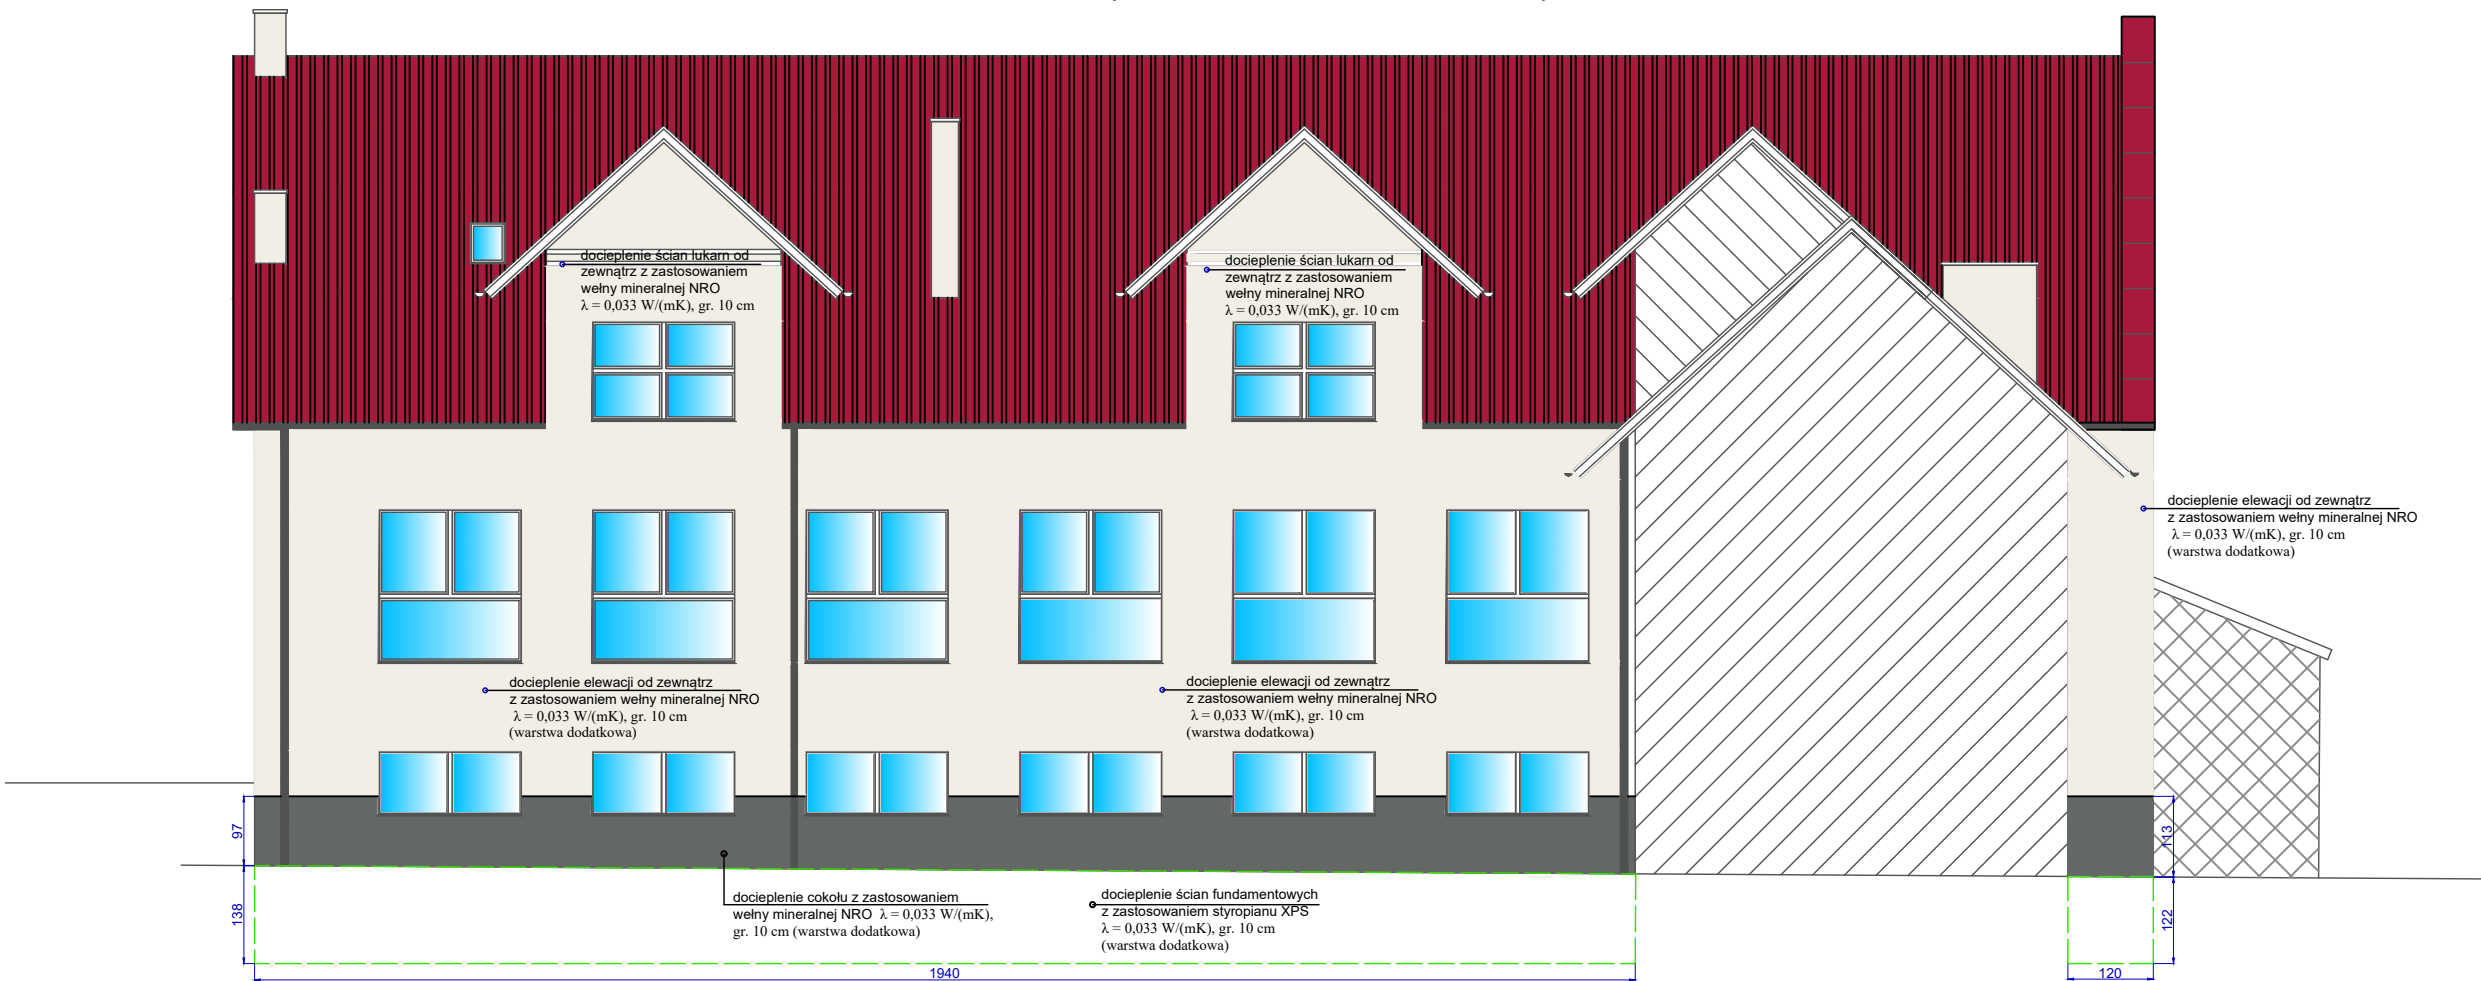 docieplenie ścian lukarn od
zewnątrz z zastosowaniem
wełny mineralnej NRO
λ = 0,033 W/(mK), gr. 10 cm
docieplenie ścian lukarn od
zewnątrz z zastosowaniem
wełny mineralnej NRO
λ = 0,033 W/(mK), gr. 10 cm
docieplenie elewacji od zewnątrz
z zastosowaniem wełny mineralnej NRO
λ = 0,033 W/(mK), gr. 10 cm
(warstwa dodatkowa)
docieplenie elewacji od zewnątrz
z zastosowaniem wełny mineralnej NRO
λ = 0,033 W/(mK), gr. 10 cm
(warstwa dodatkowa)
docieplenie elewacji od zewnątrz
z zastosowaniem wełny mineralnej NRO
λ = 0,033 W/(mK), gr. 10 cm
(warstwa dodatkowa)
97
113
138
docieplenie cokołu z zastosowaniem
wełny mineralnej NRO λ = 0,033 W/(mK),
gr. 10 cm (warstwa dodatkowa)
docieplenie ścian fundamentowych
z zastosowaniem styropianu XPS
λ = 0,033 W/(mK), gr. 10 cm
(warstwa dodatkowa)
122
1940
120